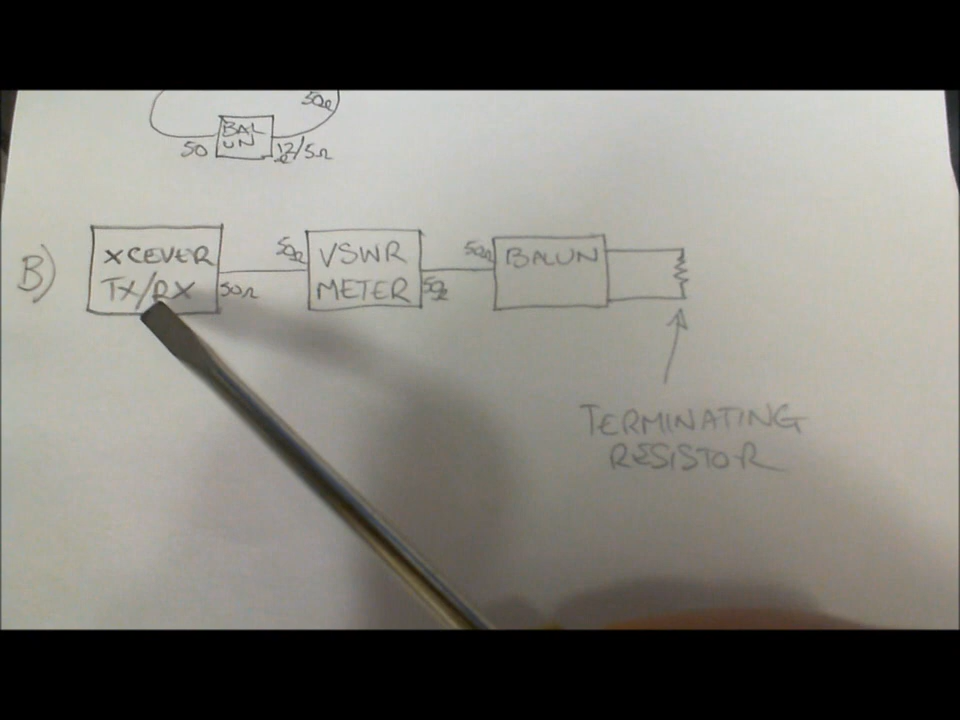 50Ω
BAL
UN
50
12/5Ω
Ω
B)
XCEVER
TX/RX
50Ω
50Ω
VSWR
METER
50Ω
50Ω
BALUN
TERMINATING
RESISTOR